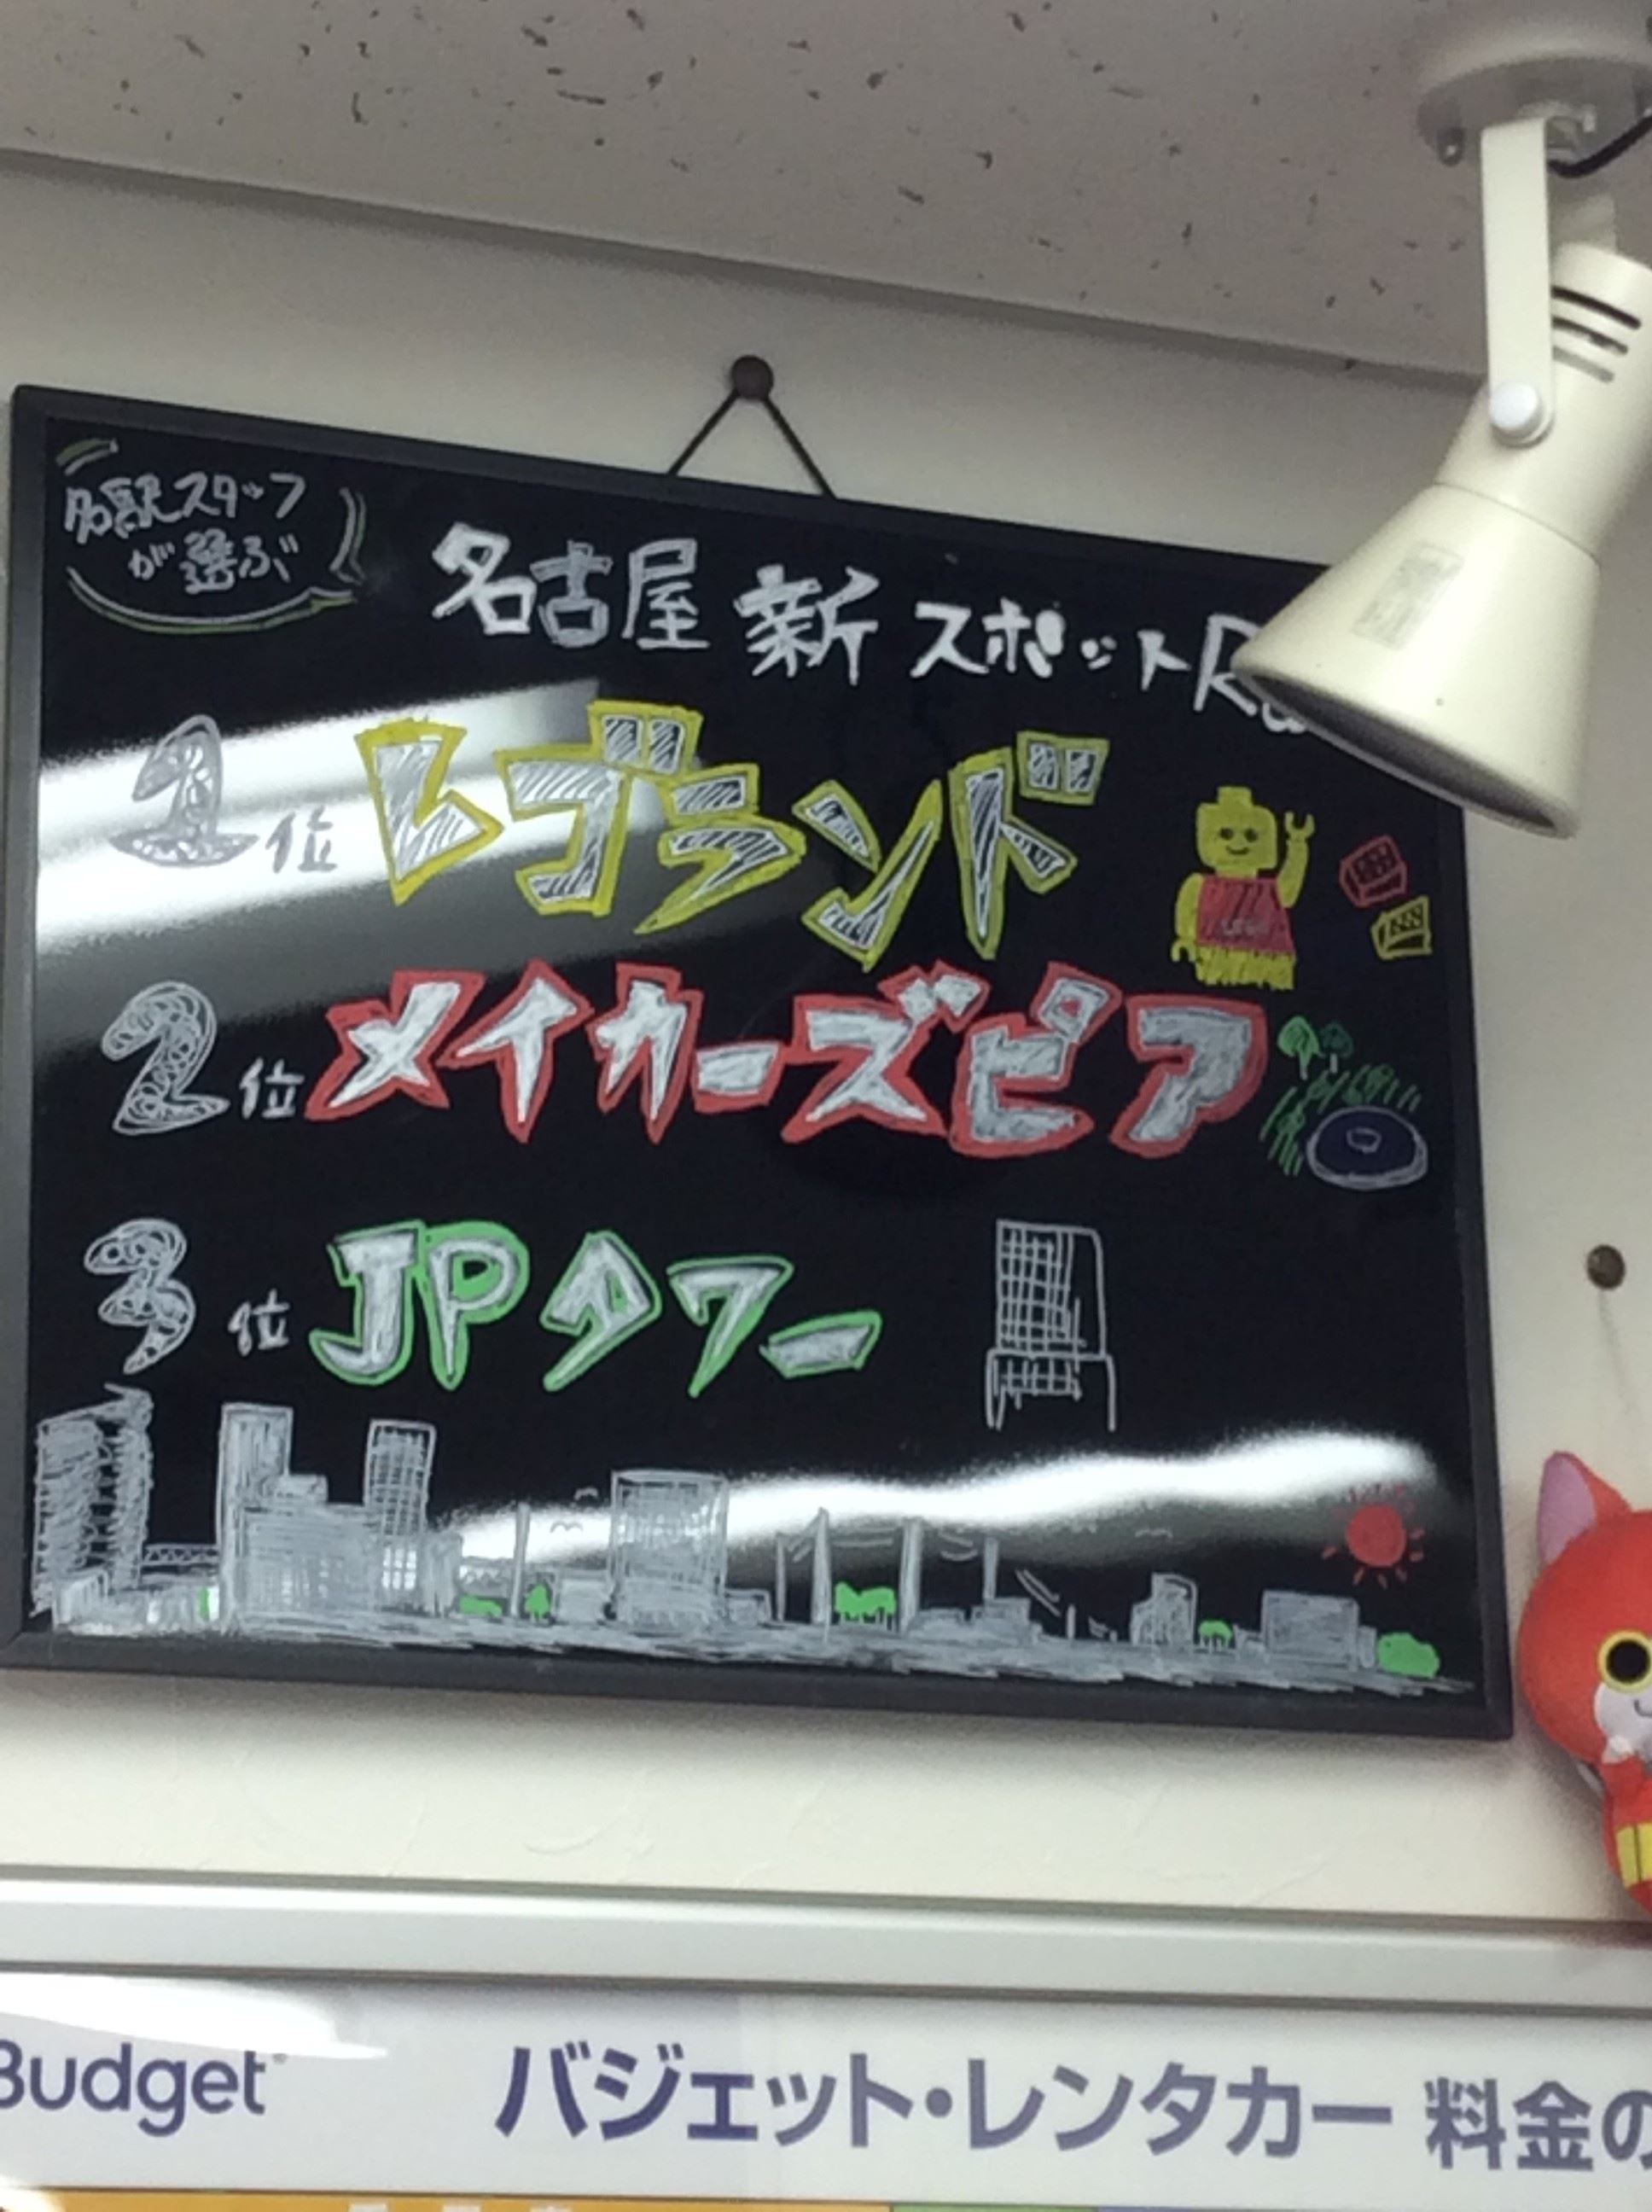 名駅スタッフ
が選ぶ
名古屋 新 スポット
1位 レゴランド
2位 メイカーズピア
3位 JPタワー
Budget
バジェット・レンタカー 料金の